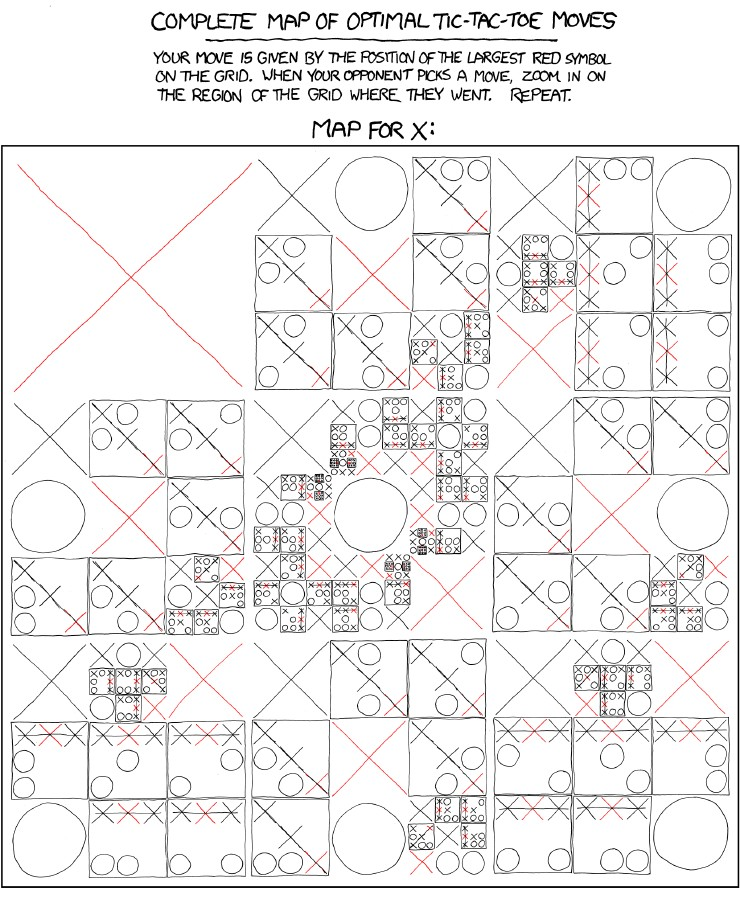 COMPLETE MAP OF OPTIMAL TIC-TAC-TOE MOVES
YOUR MOVE IS GIVEN BY THE POSITION OF THE LARGEST RED SYMBOL
ON THE GRID. WHEN YOUR OPPONENT PICKS A MOVE, ZOOM IN ON
THE REGION OF THE GRID WHERE THEY WENT. REPEAT.
MAP FOR X: